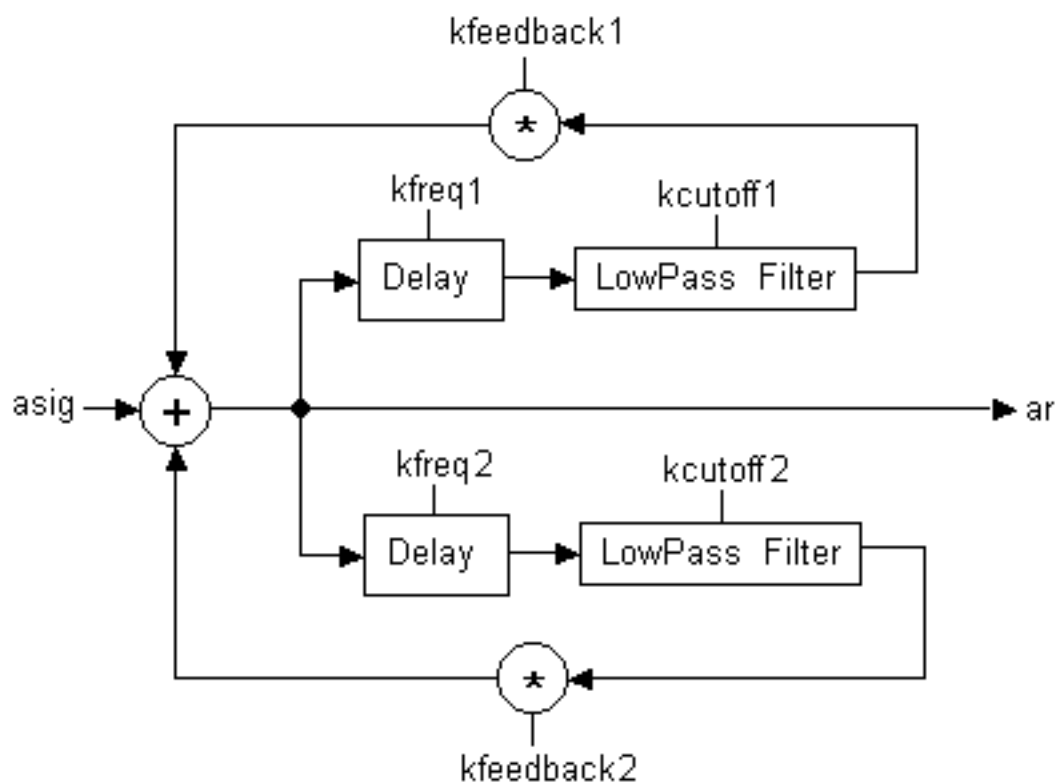 kfeedback1
*
kfreq1
kcutoff1
Delay
LowPass Filter
asig
+
ar
kfreq2
kcutoff2
Delay
LowPass Filter
*
kfeedback2